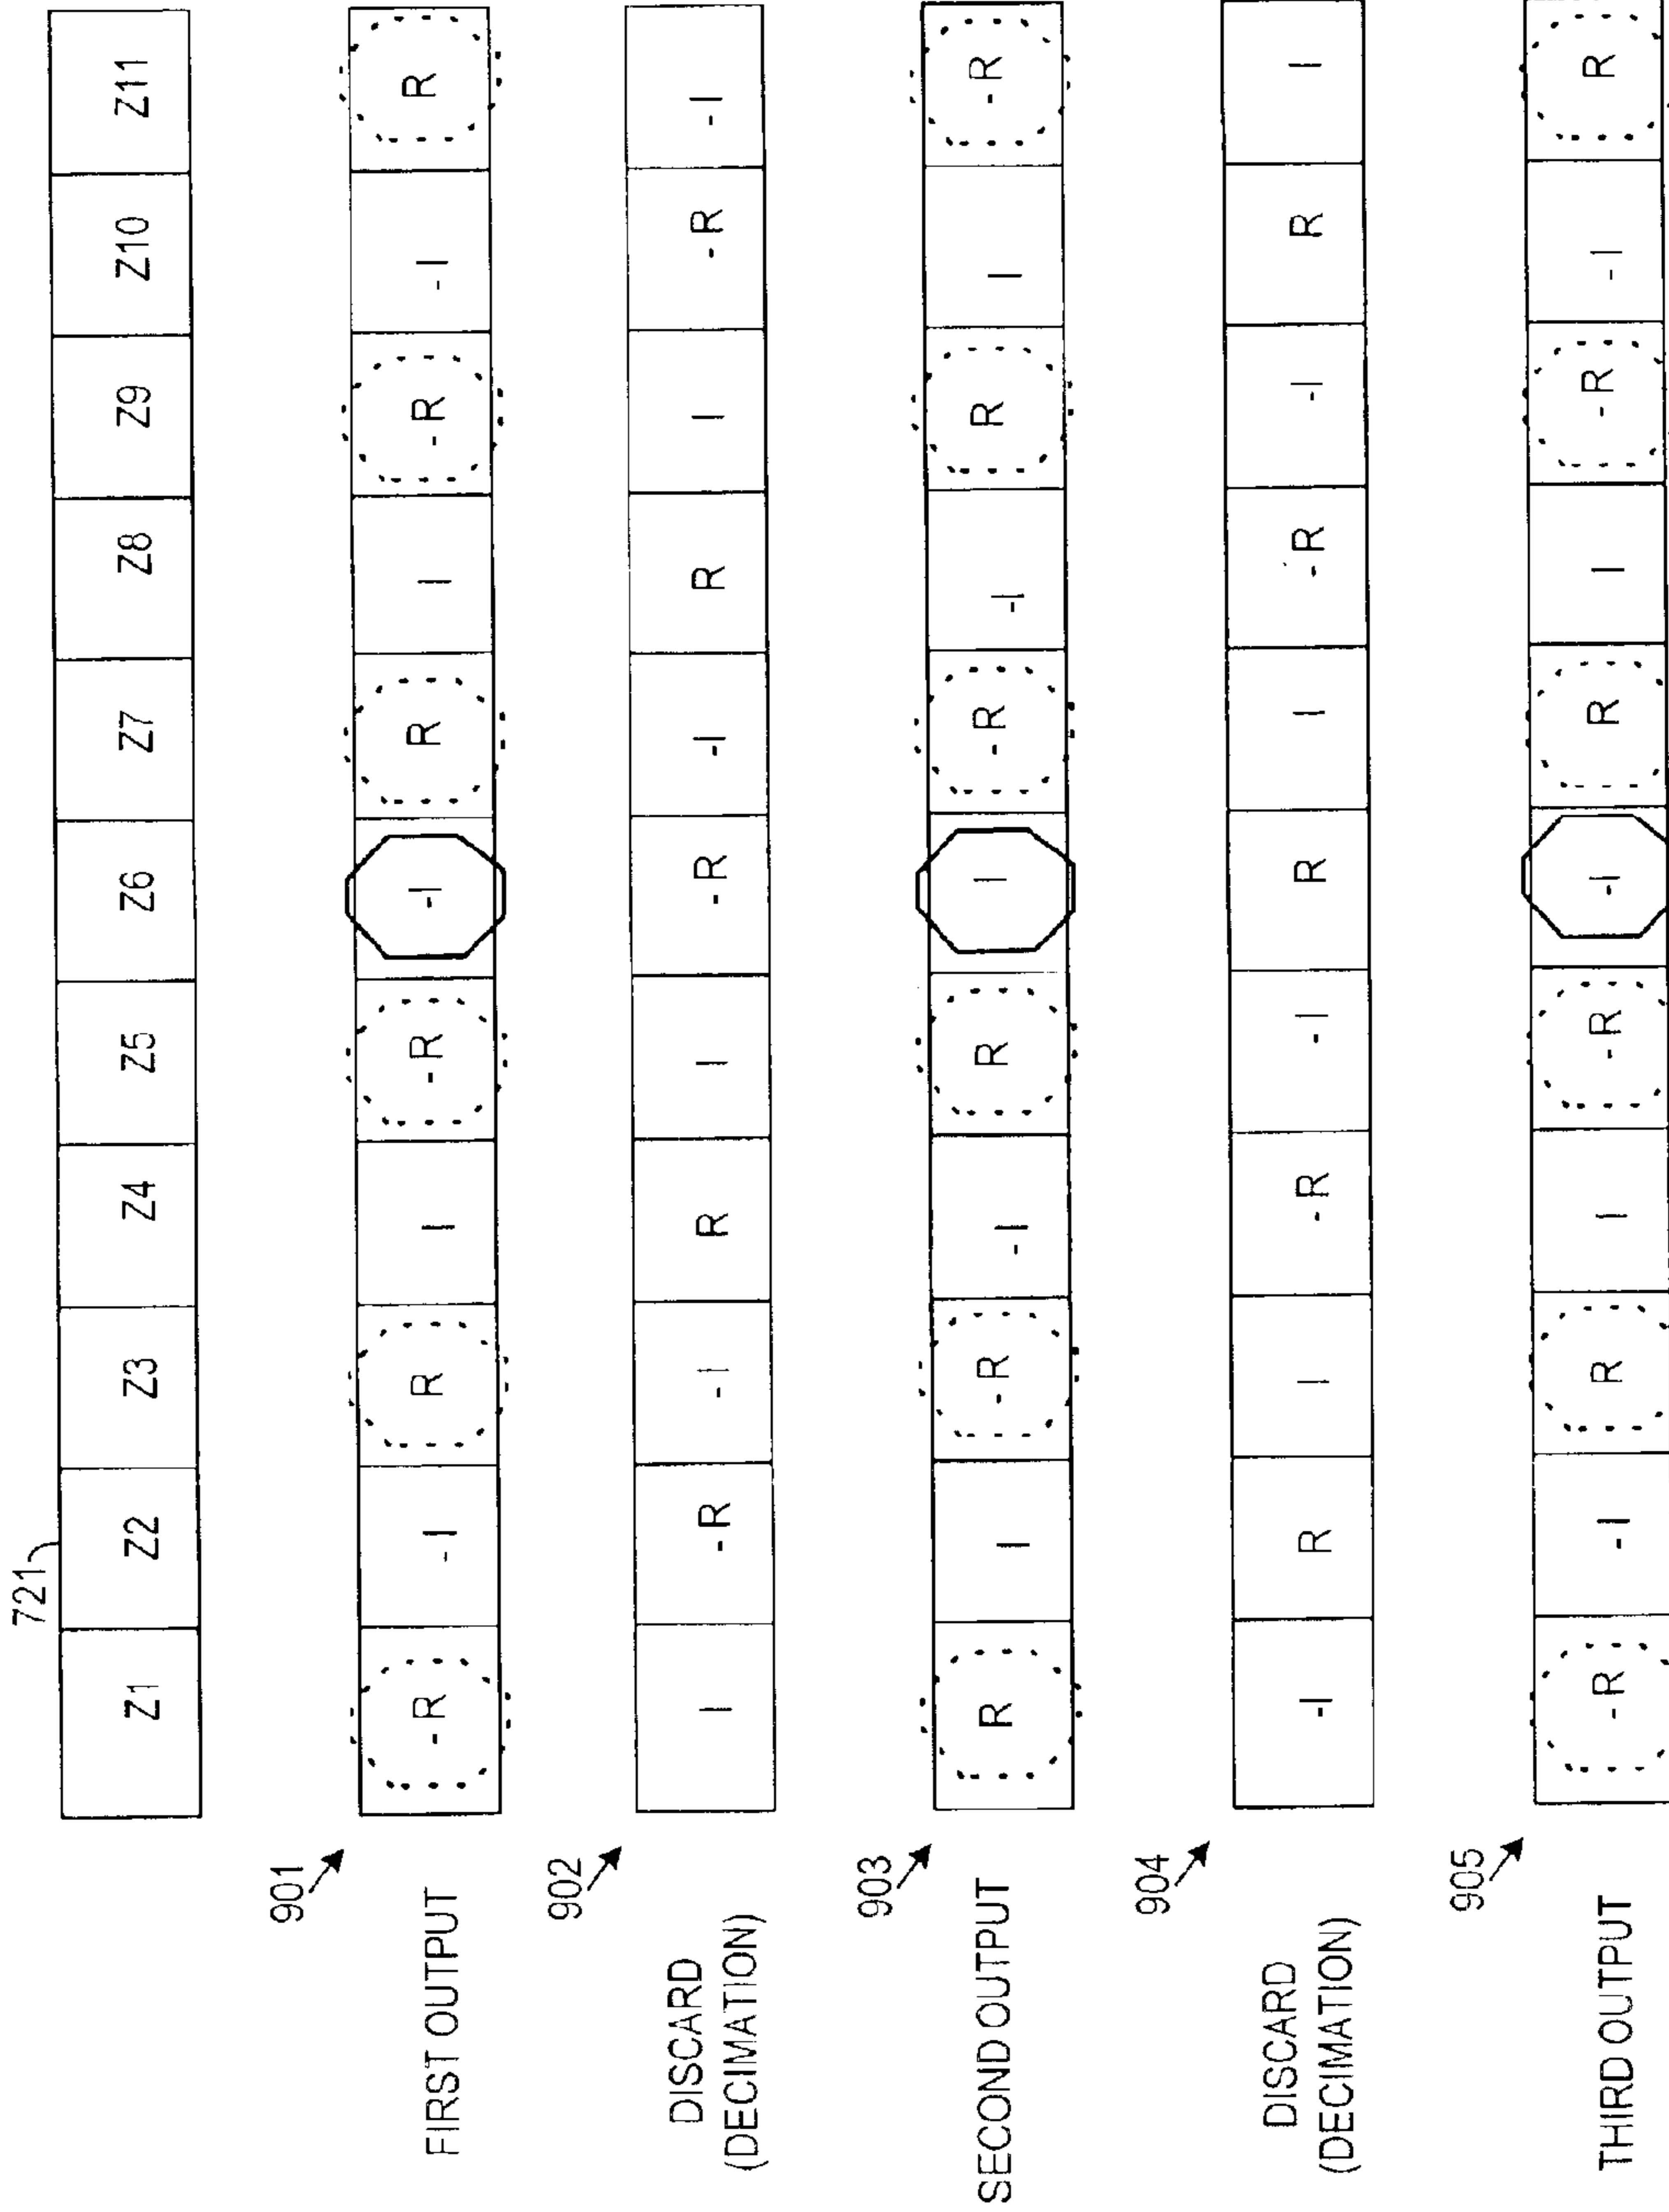 721
Z1 Z2 Z3 Z4 Z5 Z6 Z7 Z8 Z9 Z10 Z11
901
FIRST OUTPUT
-R -I R I -R -I R I -R -I R
902
DISCARD
(DECIMATION)
I -R -I R I -R -I R I -R -I
903
SECOND OUTPUT
R I -R -I R I -R -I R I -R
904
DISCARD
(DECIMATION)
-I R I -R -I R I -R -I R I
905
THIRD OUTPUT
-R -I R I -R -I R I -R -I R